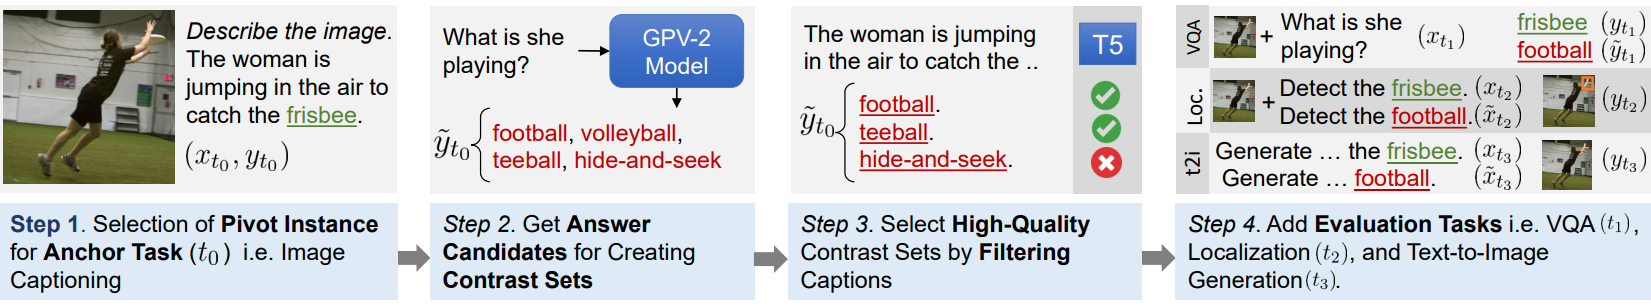 Describe the image.
The woman is
jumping in the air to
catch the frisbee.
(x_{t_0}, y_{t_0})
Step 1. Selection of Pivot Instance
for Anchor Task (t_0) i.e. Image
Captioning
What is she
playing?
GPV-2
Model
ỹ_{t_0}
football, volleyball,
teeball, hide-and-seek
Step 2. Get Answer
Candidates for Creating
Contrast Sets
The woman is jumping
in the air to catch the ..
T5
ỹ_{t_0}
football.
teeball.
hide-and-seek.
Step 3. Select High-Quality
Contrast Sets by Filtering
Captions
VQA
+ What is she
playing?
(x_{t_1})
frisbee (y_{t_1})
football (ỹ_{t_1})
Loc.
+ Detect the frisbee. (x_{t_2})
Detect the football. (x̃_{t_2})
(y_{t_2})
t2i
Generate ... the frisbee. (x_{t_3})
Generate ... football. (x̃_{t_3})
(y_{t_3})
Step 4. Add Evaluation Tasks i.e. VQA (t_1),
Localization (t_2), and Text-to-Image
Generation(t_3).